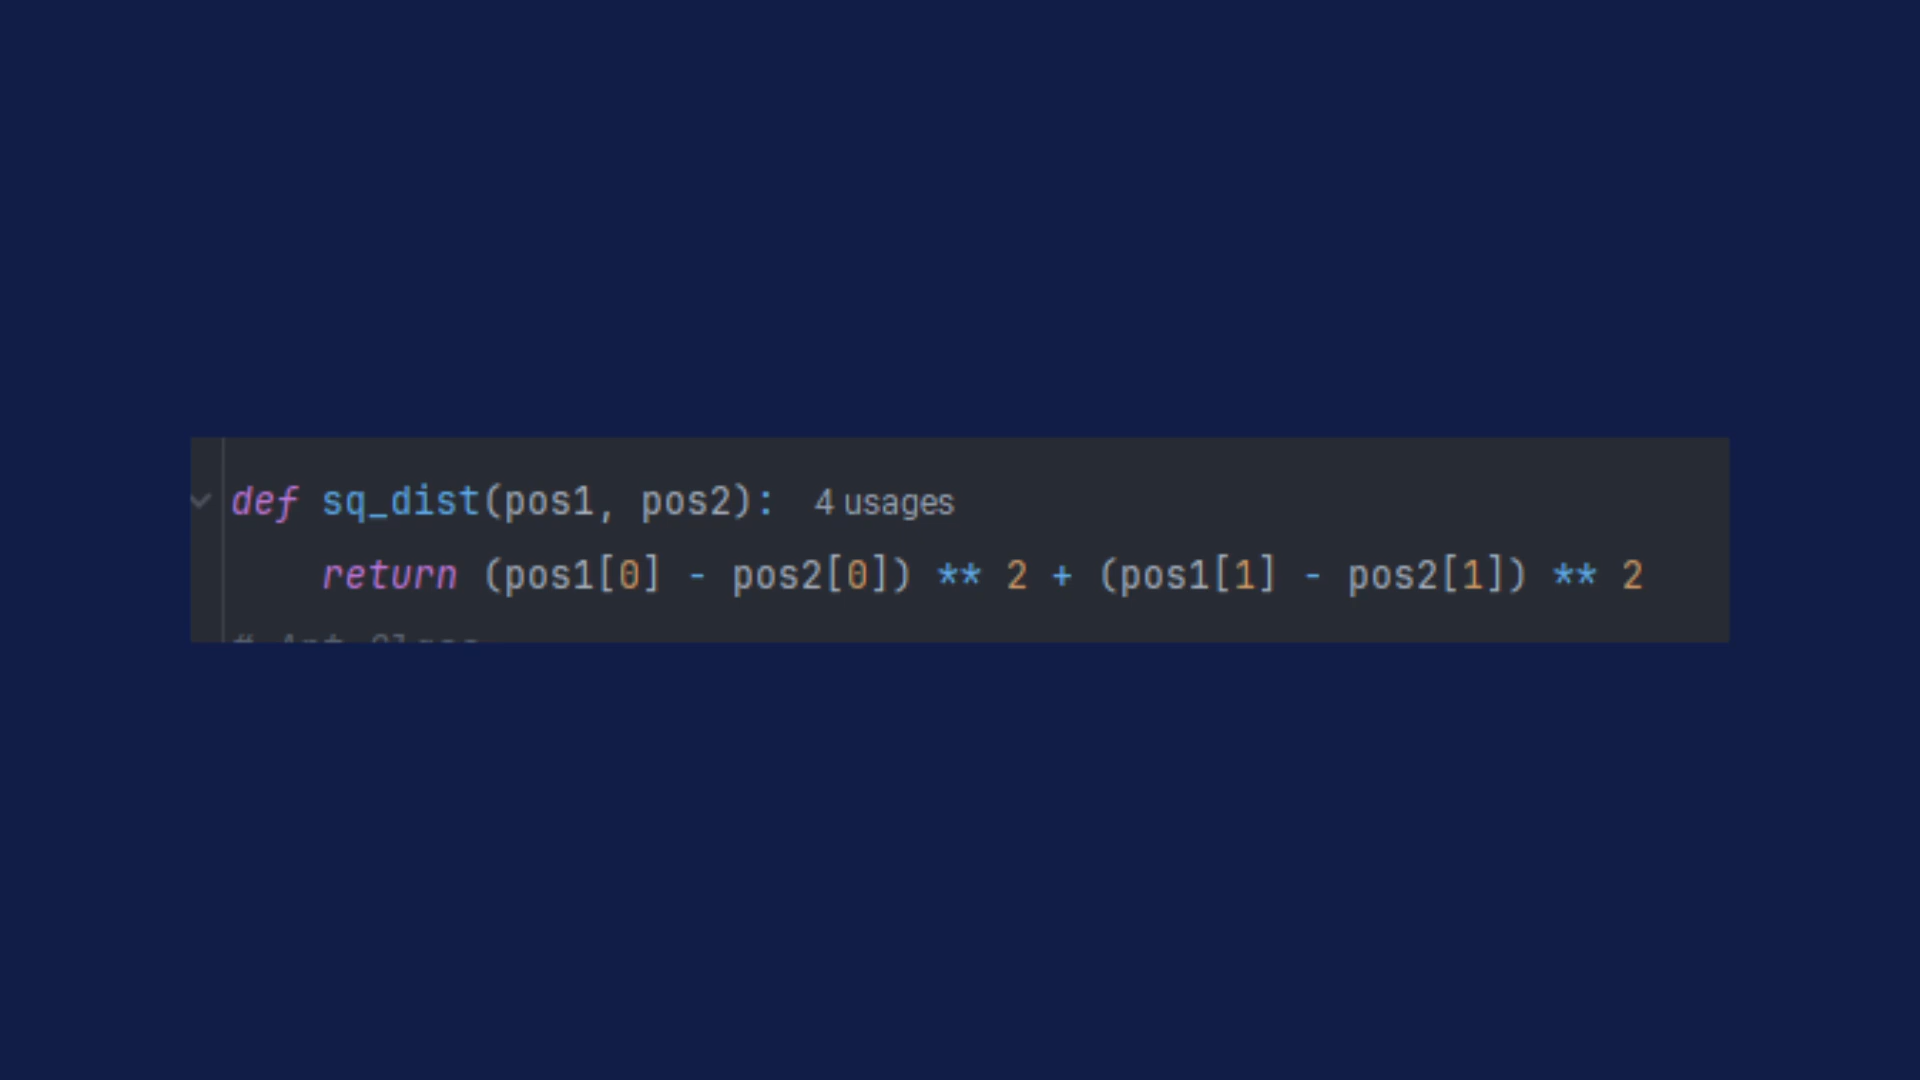 def sq_dist(pos1, pos2): 4 usages
return (pos1[0] - pos2[0]) ** 2 + (pos1[1] - pos2[1]) ** 2